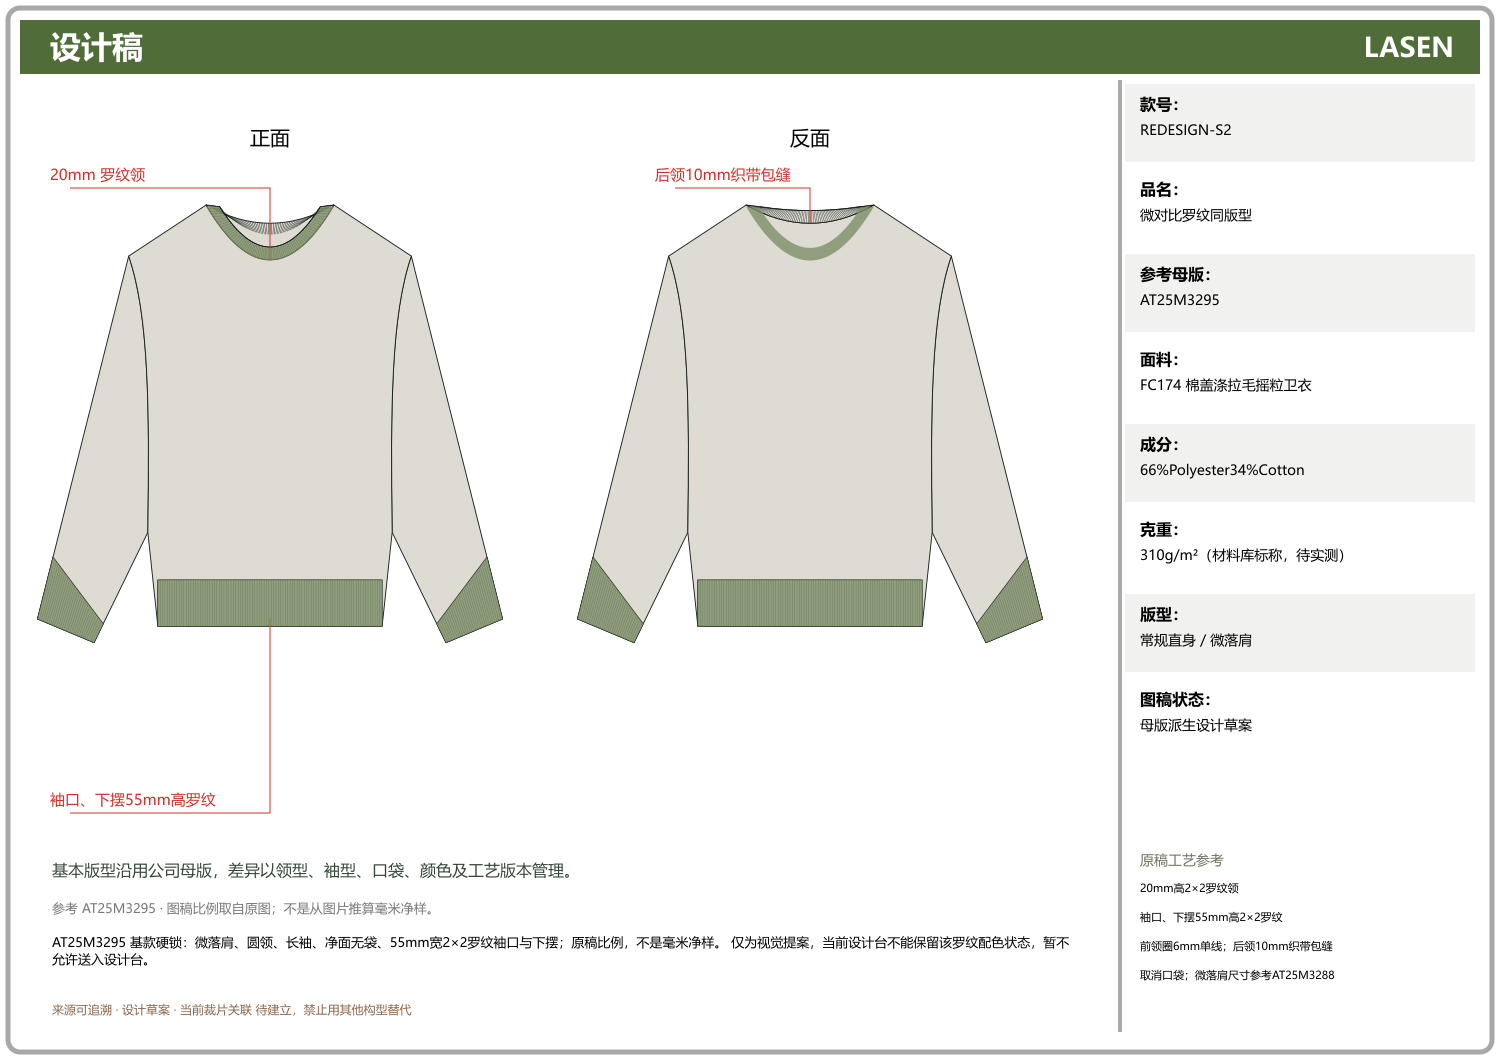 设计稿
LASEN
正面
反面
20mm 罗纹领
后领10mm织带包缝
袖口、下摆55mm高罗纹
基本版型沿用公司母版，差异以领型、袖型、口袋、颜色及工艺版本管理。
参考 AT25M3295 · 图稿比例取自原图；不是从图片推算毫米净样。
AT25M3295 基款硬锁：微落肩、圆领、长袖、净面无袋、55mm宽2×2罗纹袖口与下摆；原稿比例，不是毫米净样。 仅为视觉提案，当前设计台不能保留该罗纹配色状态，暂不
允许送入设计台。
来源可追溯 · 设计草案 · 当前裁片关联 待建立，禁止用其他构型替代
款号：
REDESIGN-S2
品名：
微对比罗纹同版型
参考母版：
AT25M3295
面料：
FC174 棉盖涤拉毛摇粒卫衣
成分：
66%Polyester34%Cotton
克重：
310g/m²（材料库标称，待实测）
版型：
常规直身 / 微落肩
图稿状态：
母版派生设计草案
原稿工艺参考
20mm高2×2罗纹领
袖口、下摆55mm高2×2罗纹
前领圈6mm单线；后领10mm织带包缝
取消口袋；微落肩尺寸参考AT25M3288